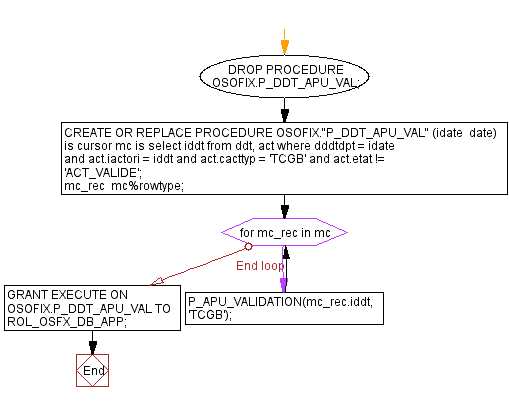 DROP PROCEDURE
OSOFIX.P_DDT_APU_VAL;
CREATE OR REPLACE PROCEDURE OSOFIX."P_DDT_APU_VAL" (idate date)
is cursor mc is select iddt from ddt, act where dddtdpt = idate
and act.iactori = iddt and act.cacttyp = 'TCGB' and act.etat !=
'ACT_VALIDE';
mc_rec mc%rowtype;
for mc_rec in mc
End loop
GRANT EXECUTE ON
OSOFIX.P_DDT_APU_VAL TO
ROL_OSFX_DB_APP;
P_APU_VALIDATION(mc_rec.iddt,
'TCGB');
End